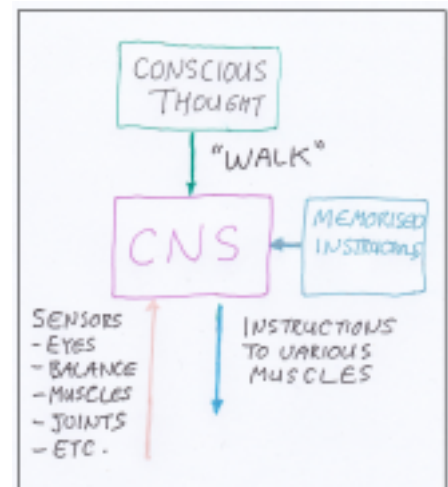 CONSCIOUS
THOUGHT
"WALK"
CNS
MEMORISED
INSTRUCTIONS
SENSORS
- EYES
- BALANCE
- MUSCLES
- JOINTS
- ETC.
INSTRUCTIONS
TO VARIOUS
MUSCLES